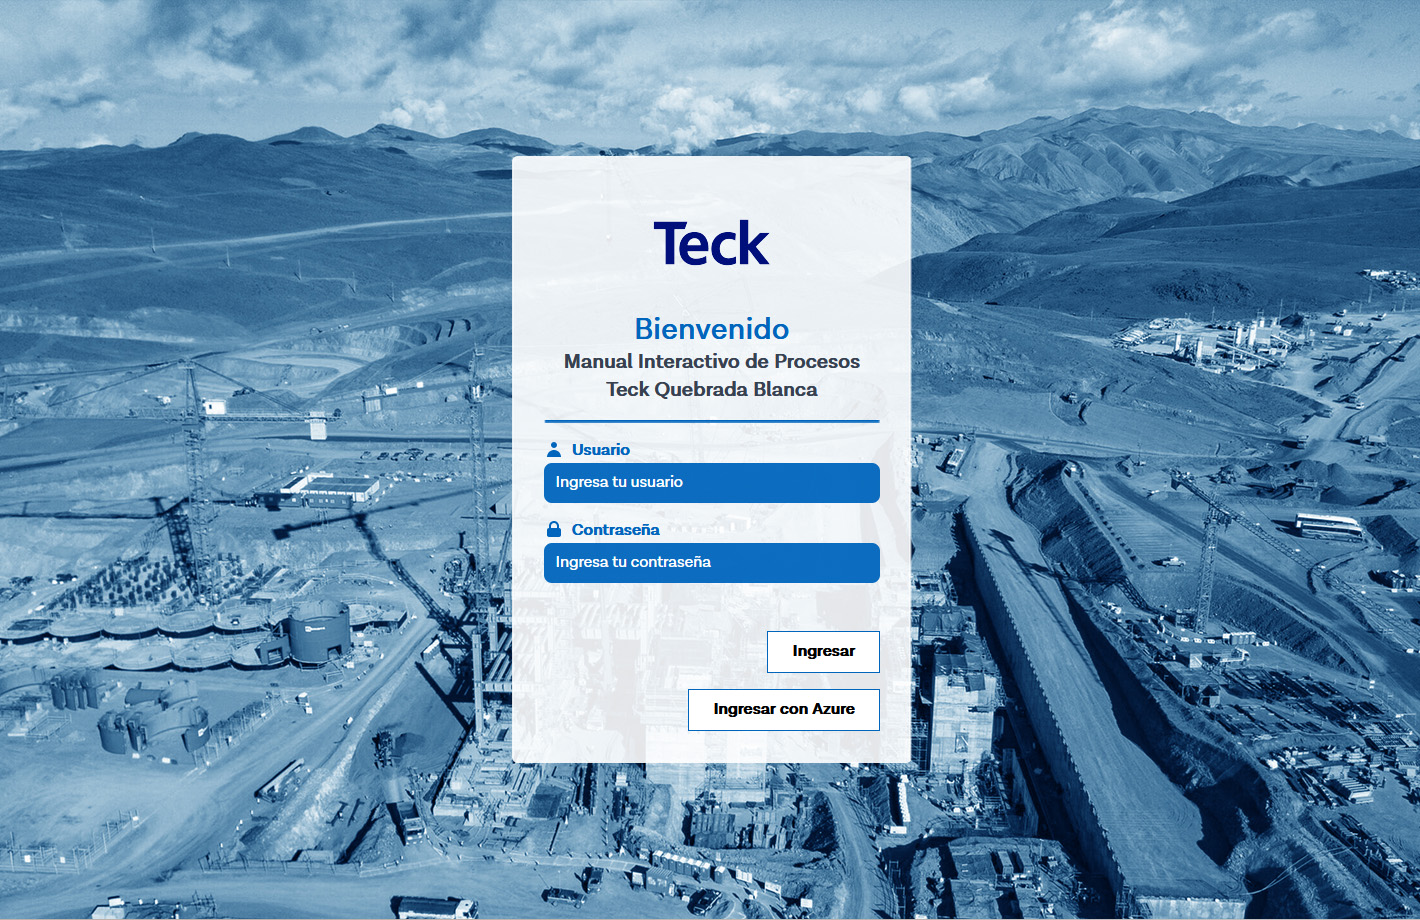 Teck
Bienvenido
Manual Interactivo de Procesos
Teck Quebrada Blanca
Usuario
Ingresa tu usuario
Contraseña
Ingresa tu contraseña
Ingresar
Ingresar con Azure